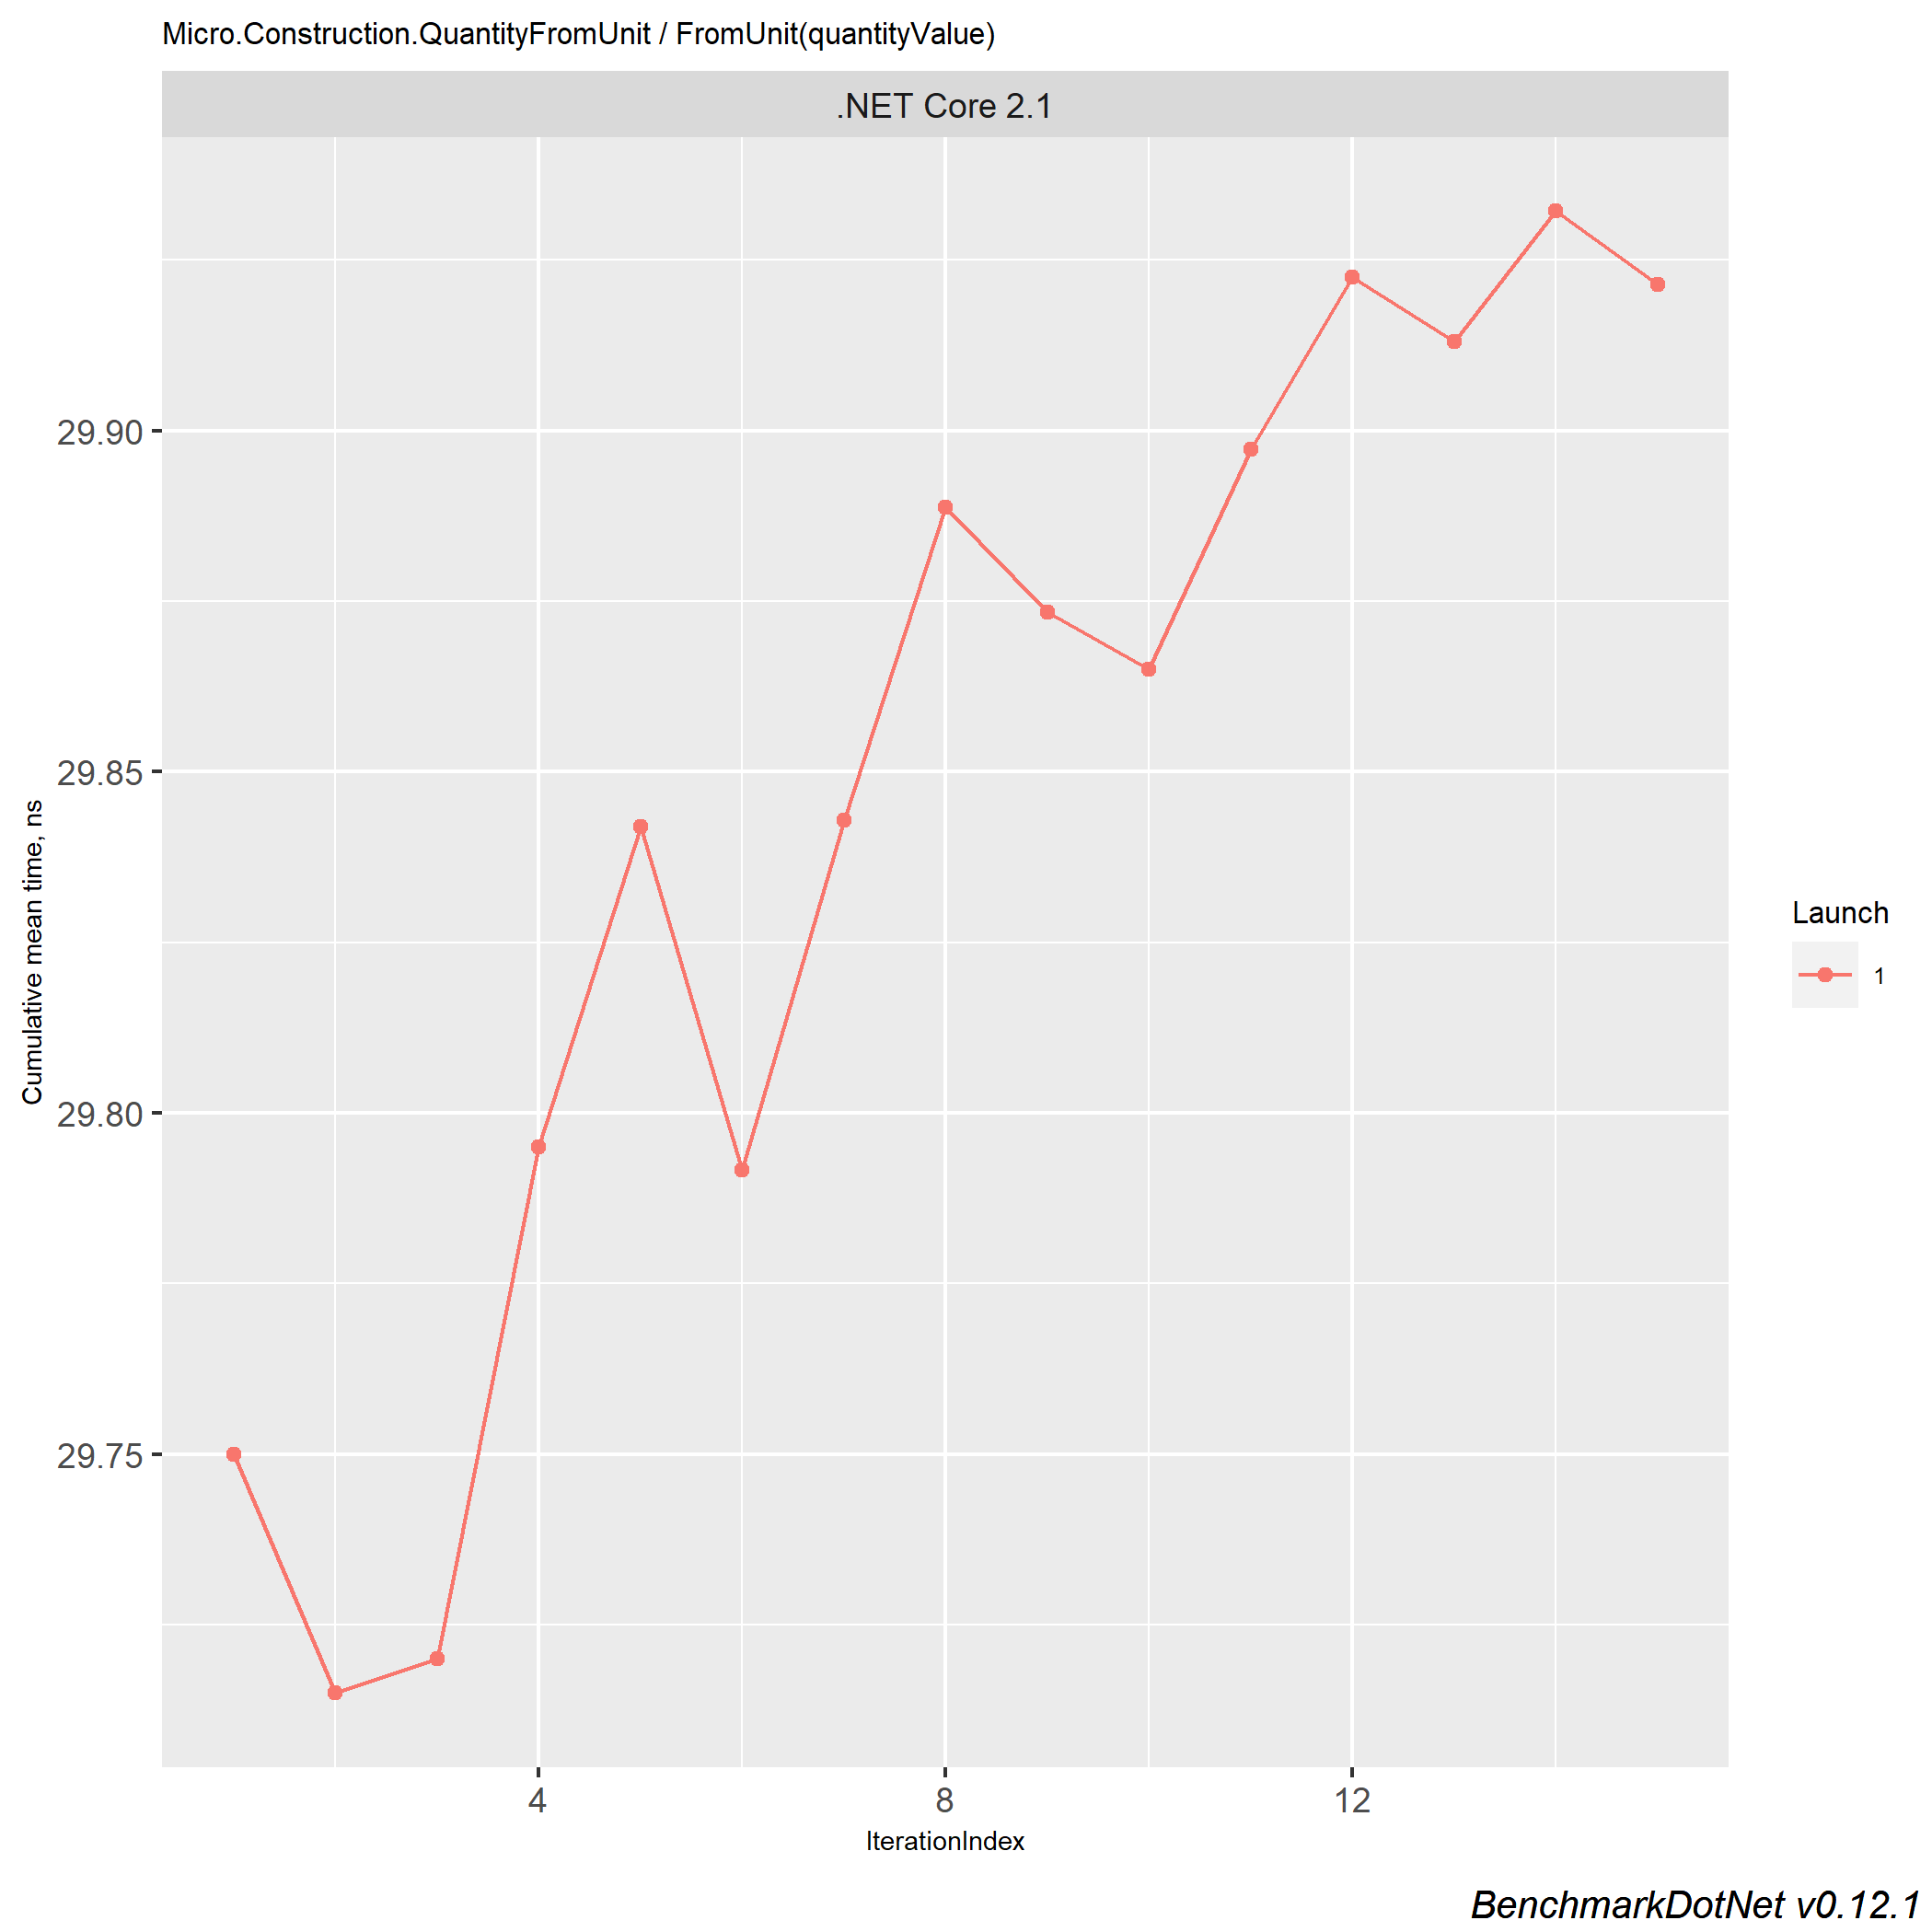 Micro.Construction.QuantityFromUnit / FromUnit(quantityValue)
.NET Core 2.1
29.90
29.85
29.80
29.75
Cumulative mean time, ns
4
8
12
IterationIndex
Launch
1
BenchmarkDotNet v0.12.1